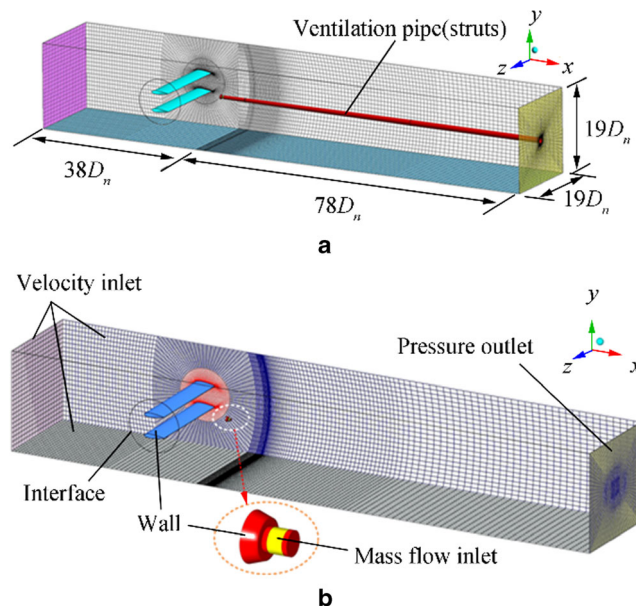 Ventilation pipe(struts)
y
z
x
19Dn
38Dn
78Dn
19Dn
a
Velocity inlet
y
Pressure outlet
z
x
Interface
Wall
Mass flow inlet
b